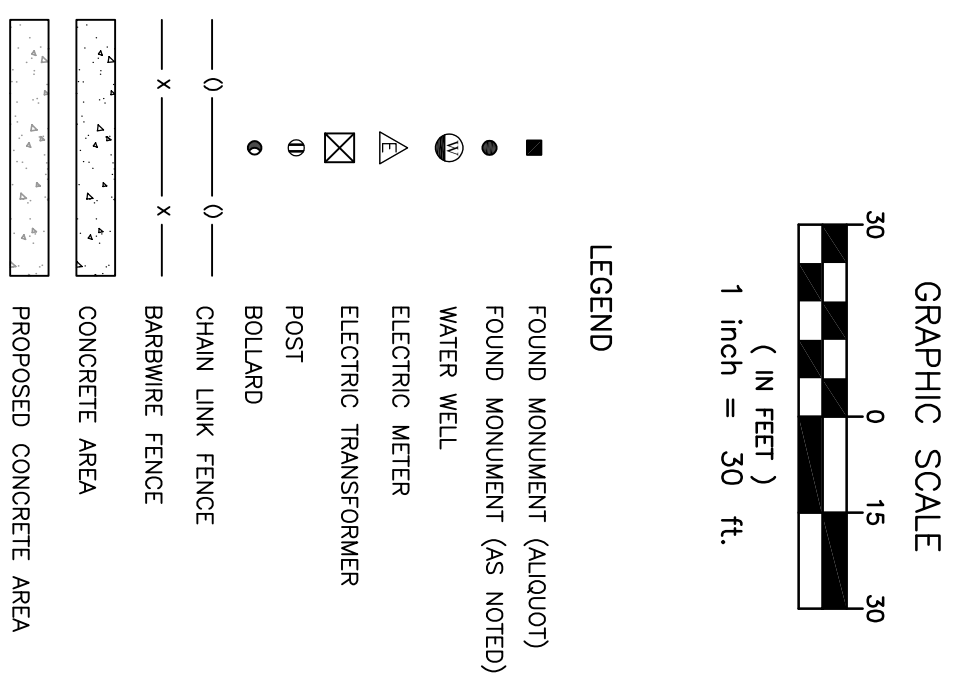 GRAPHIC SCALE
30 0 15 30
( IN FEET )
1 inch = 30 ft.
LEGEND
FOUND MONUMENT (ALIQUOT)
FOUND MONUMENT (AS NOTED)
W WATER WELL
E ELECTRIC METER
ELECTRIC TRANSFORMER
POST
BOLLARD
CHAIN LINK FENCE
X X BARBWIRE FENCE
CONCRETE AREA
PROPOSED CONCRETE AREA